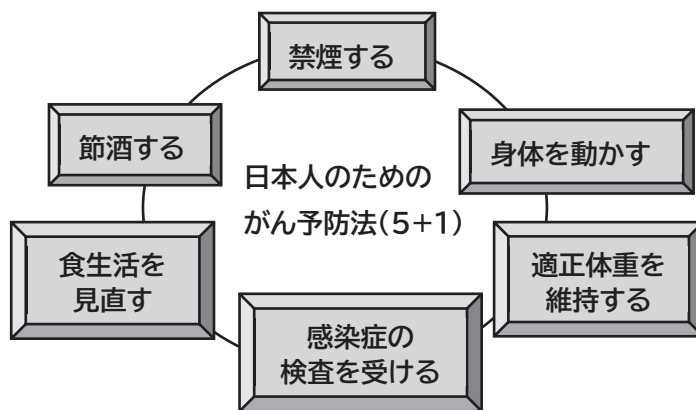 禁煙する
節酒する
身体を動かす
日本人のための
がん予防法(5+1)
食生活を
見直す
適正体重を
維持する
感染症の
検査を受ける